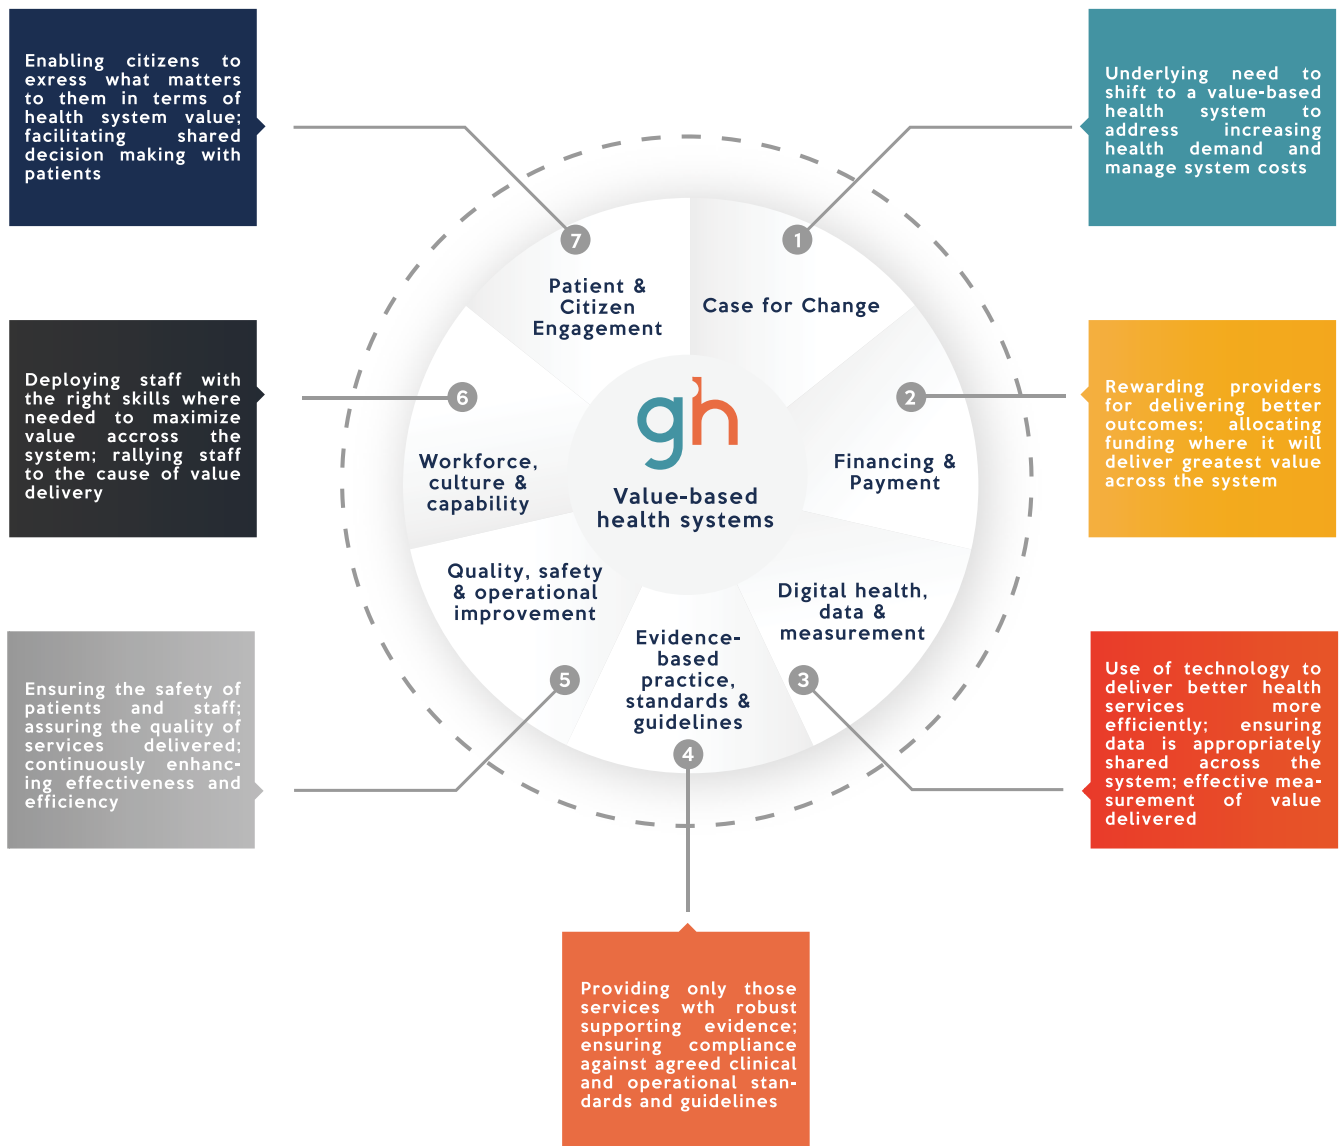 Enabling citizens to
exress what matters
to them in terms of
health system value;
facilitating shared
decision making with
patients
Underlying need to
shift to a value-based
health system to
address increasing
health demand and
manage system costs
7
Patient &
Citizen
Engagement
1
Case for Change
Deploying staff with
the right skills where
needed to maximize
value accross the
system; rallying staff
to the cause of value
delivery
6
Workforce,
culture &
capability
gh
Value-based
health systems
2
Financing &
Payment
Rewarding providers
for delivering better
outcomes; allocating
funding where it will
deliver greatest value
across the system
Quality, safety
& operational
improvement
5
Evidence-
based
practice,
standards &
guidelines
4
Digital health,
data &
measurement
3
Ensuring the safety of
patients and staff;
assuring the quality of
services delivered;
continuously enhanc-
ing effectiveness and
efficiency
Use of technology to
deliver better health
services more
efficiently; ensuring
data is appropriately
shared across the
system; effective mea-
surement of value
delivered
Providing only those
services wth robust
supporting evidence;
ensuring compliance
against agreed clinical
and operational stan-
dards and guidelines